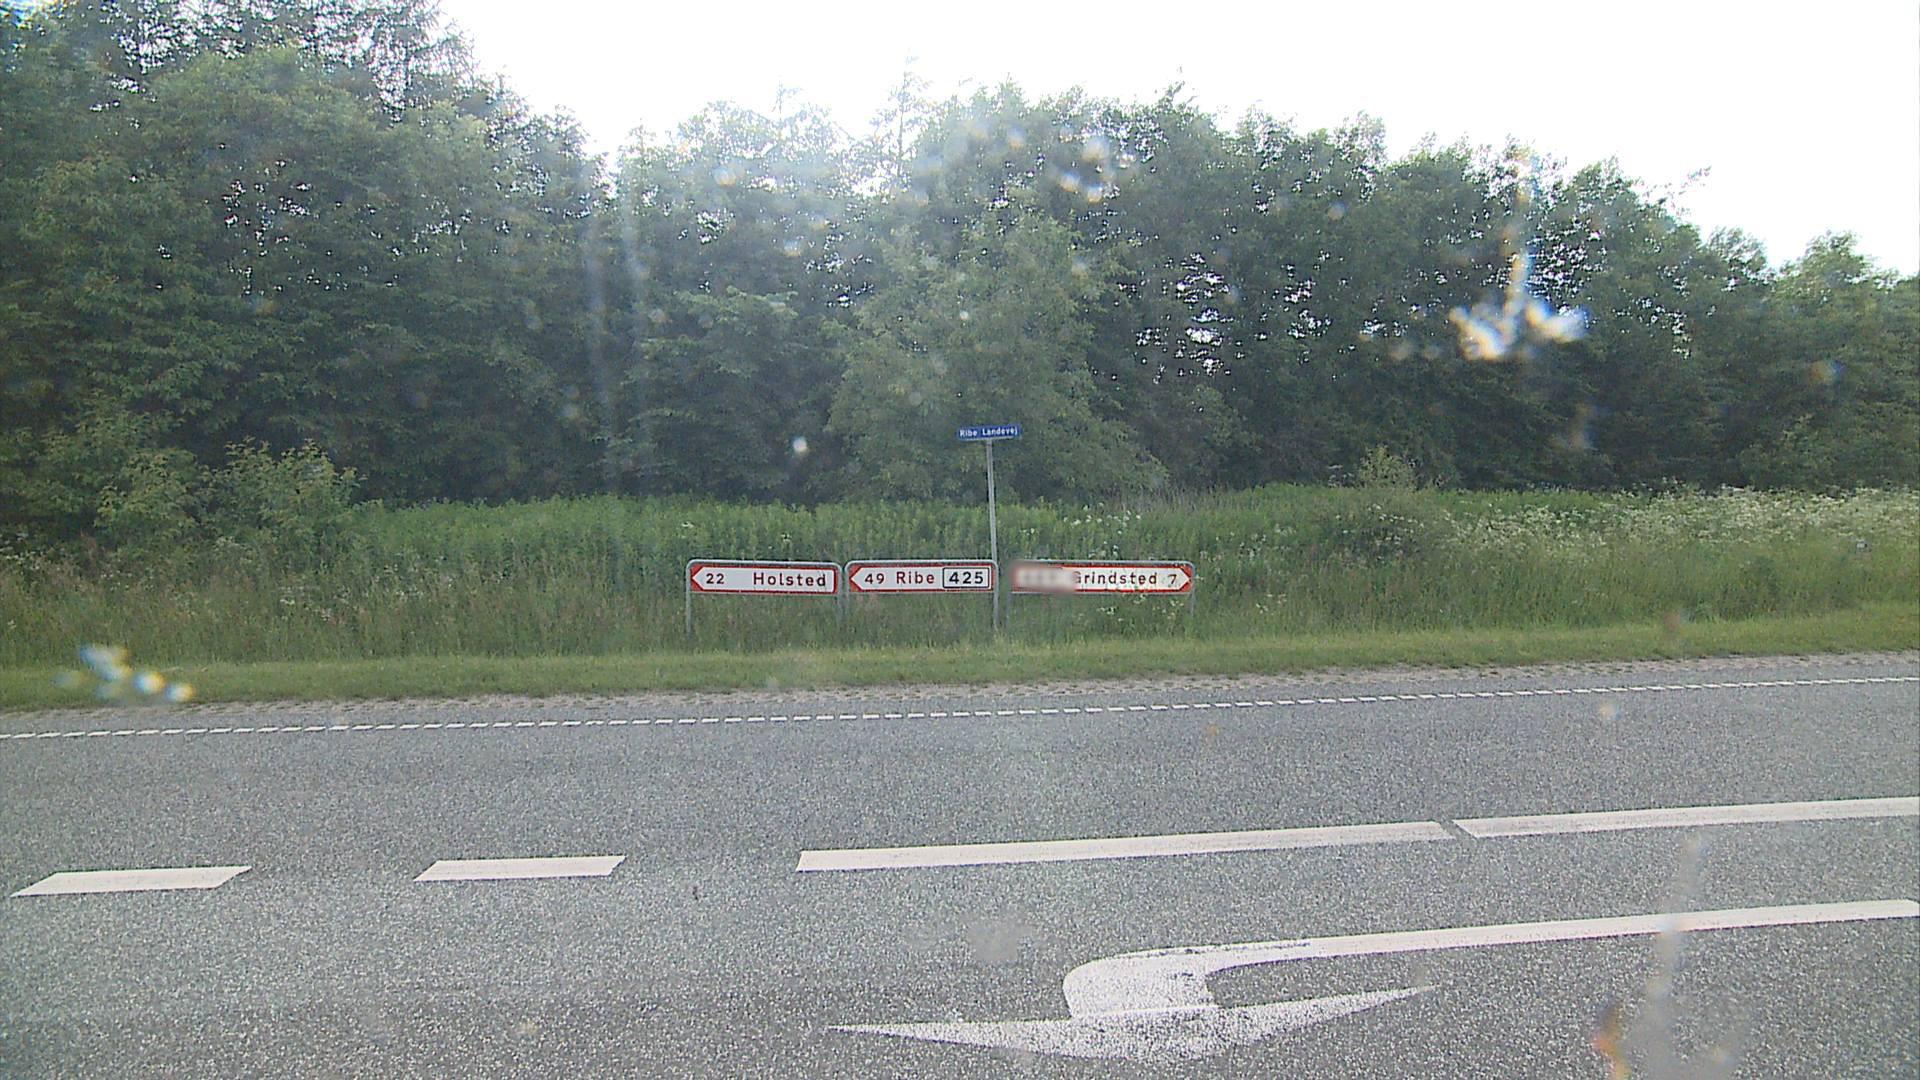 Ribe Landevej
22 Holsted
49 Ribe 425
Grindsted 7